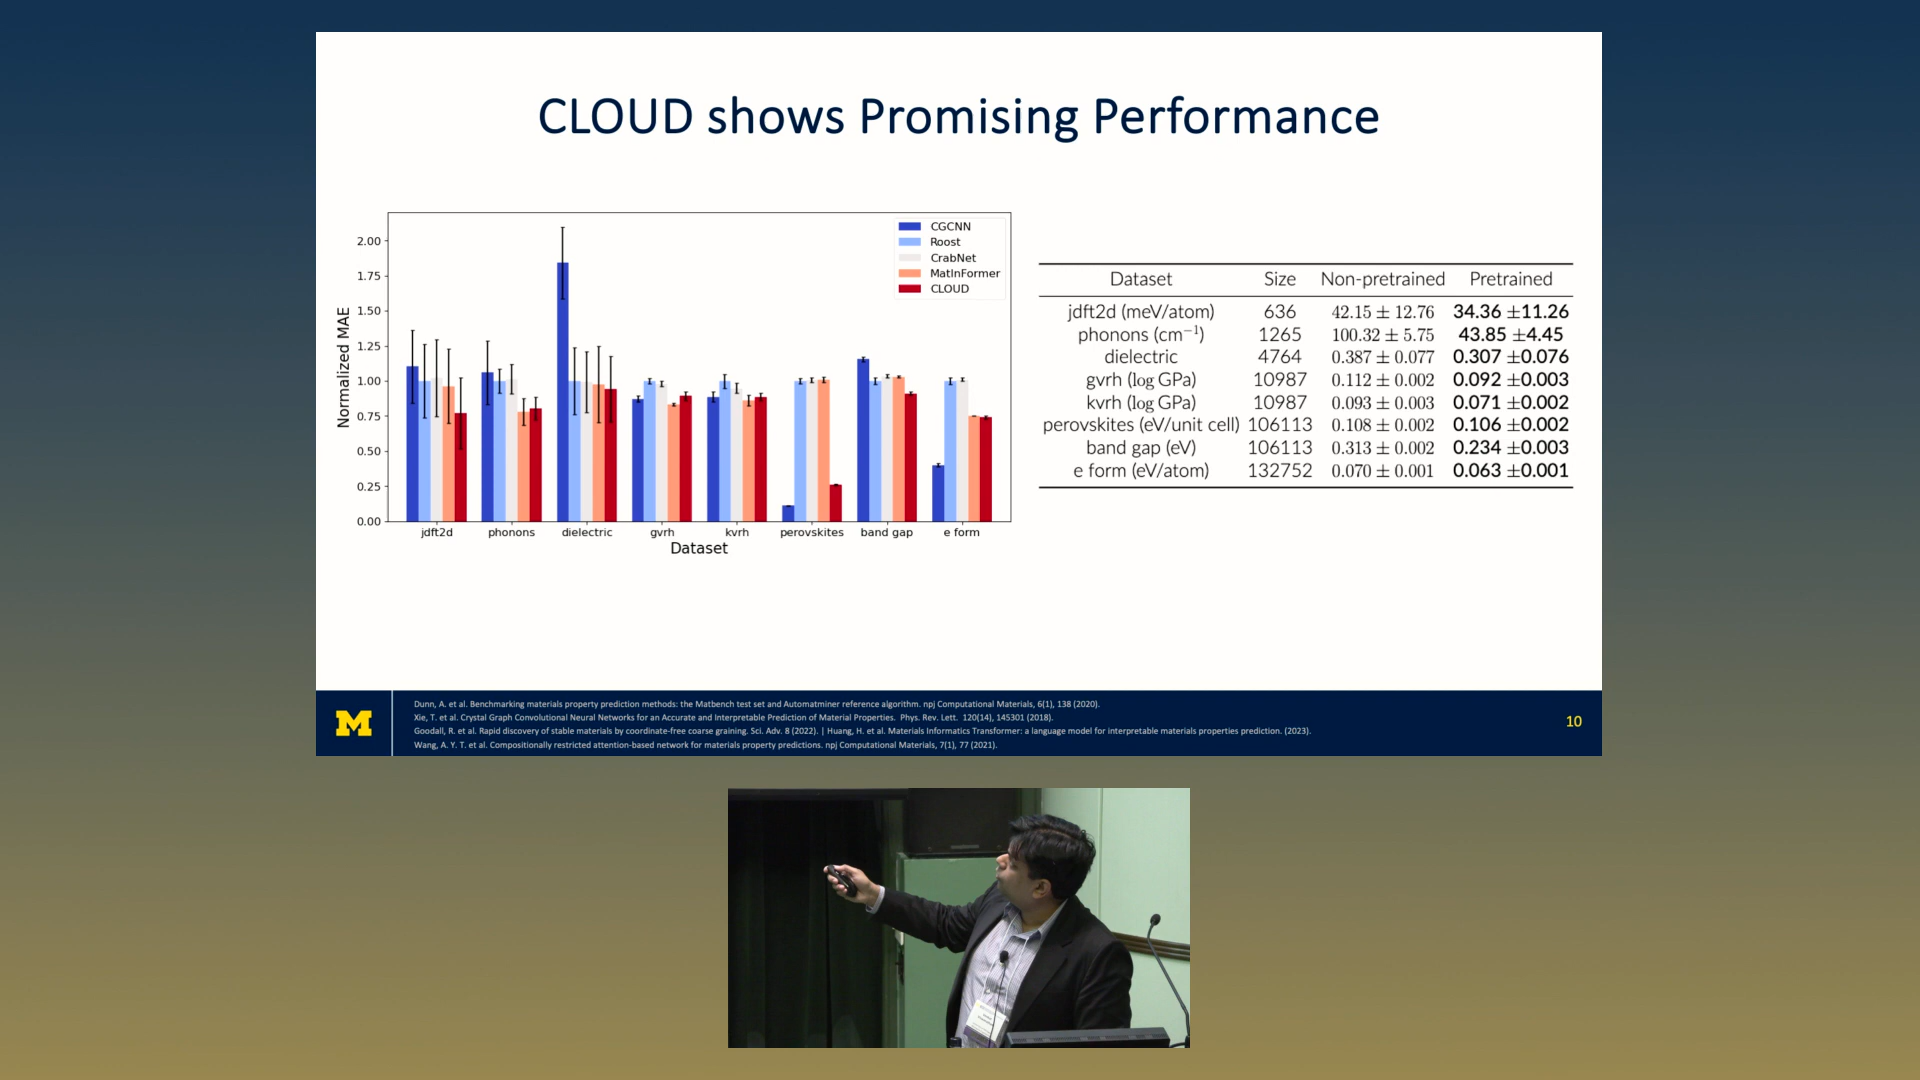 CLOUD shows Promising Performance
Normalized MAE
2.00
1.75
1.50
1.25
1.00
0.75
0.50
0.25
0.00
CGCNN
Roost
CrabNet
MatInFormer
CLOUD
jdft2d phonons dielectric gvrh kvrh perovskites band gap e form
Dataset
Dataset Size Non-pretrained Pretrained
jdft2d (meV/atom) 636 42.15 ± 12.76 34.36 ±11.26
phonons (cm⁻¹) 1265 100.32 ± 5.75 43.85 ±4.45
dielectric 4764 0.387 ± 0.077 0.307 ±0.076
gvrh (log GPa) 10987 0.112 ± 0.002 0.092 ±0.003
kvrh (log GPa) 10987 0.093 ± 0.003 0.071 ±0.002
perovskites (eV/unit cell) 106113 0.108 ± 0.002 0.106 ±0.002
band gap (eV) 106113 0.313 ± 0.002 0.234 ±0.003
e form (eV/atom) 132752 0.070 ± 0.001 0.063 ±0.001
M
Dunn, A. et al. Benchmarking materials property prediction methods: the Matbench test set and Automatminer reference algorithm. npj Computational Materials, 6(1), 138 (2020).
Xie, T. et al. Crystal Graph Convolutional Neural Networks for an Accurate and Interpretable Prediction of Material Properties. Phys. Rev. Lett. 120(14), 145301 (2018).
Goodall, R. et al. Rapid discovery of stable materials by coordinate-free coarse graining. Sci. Adv. 8 (2022). | Huang, H. et al. Materials Informatics Transformer: a language model for interpretable materials properties prediction. (2023).
Wang, A. Y. T. et al. Compositionally restricted attention-based network for materials property predictions. npj Computational Materials, 7(1), 77 (2021).
10